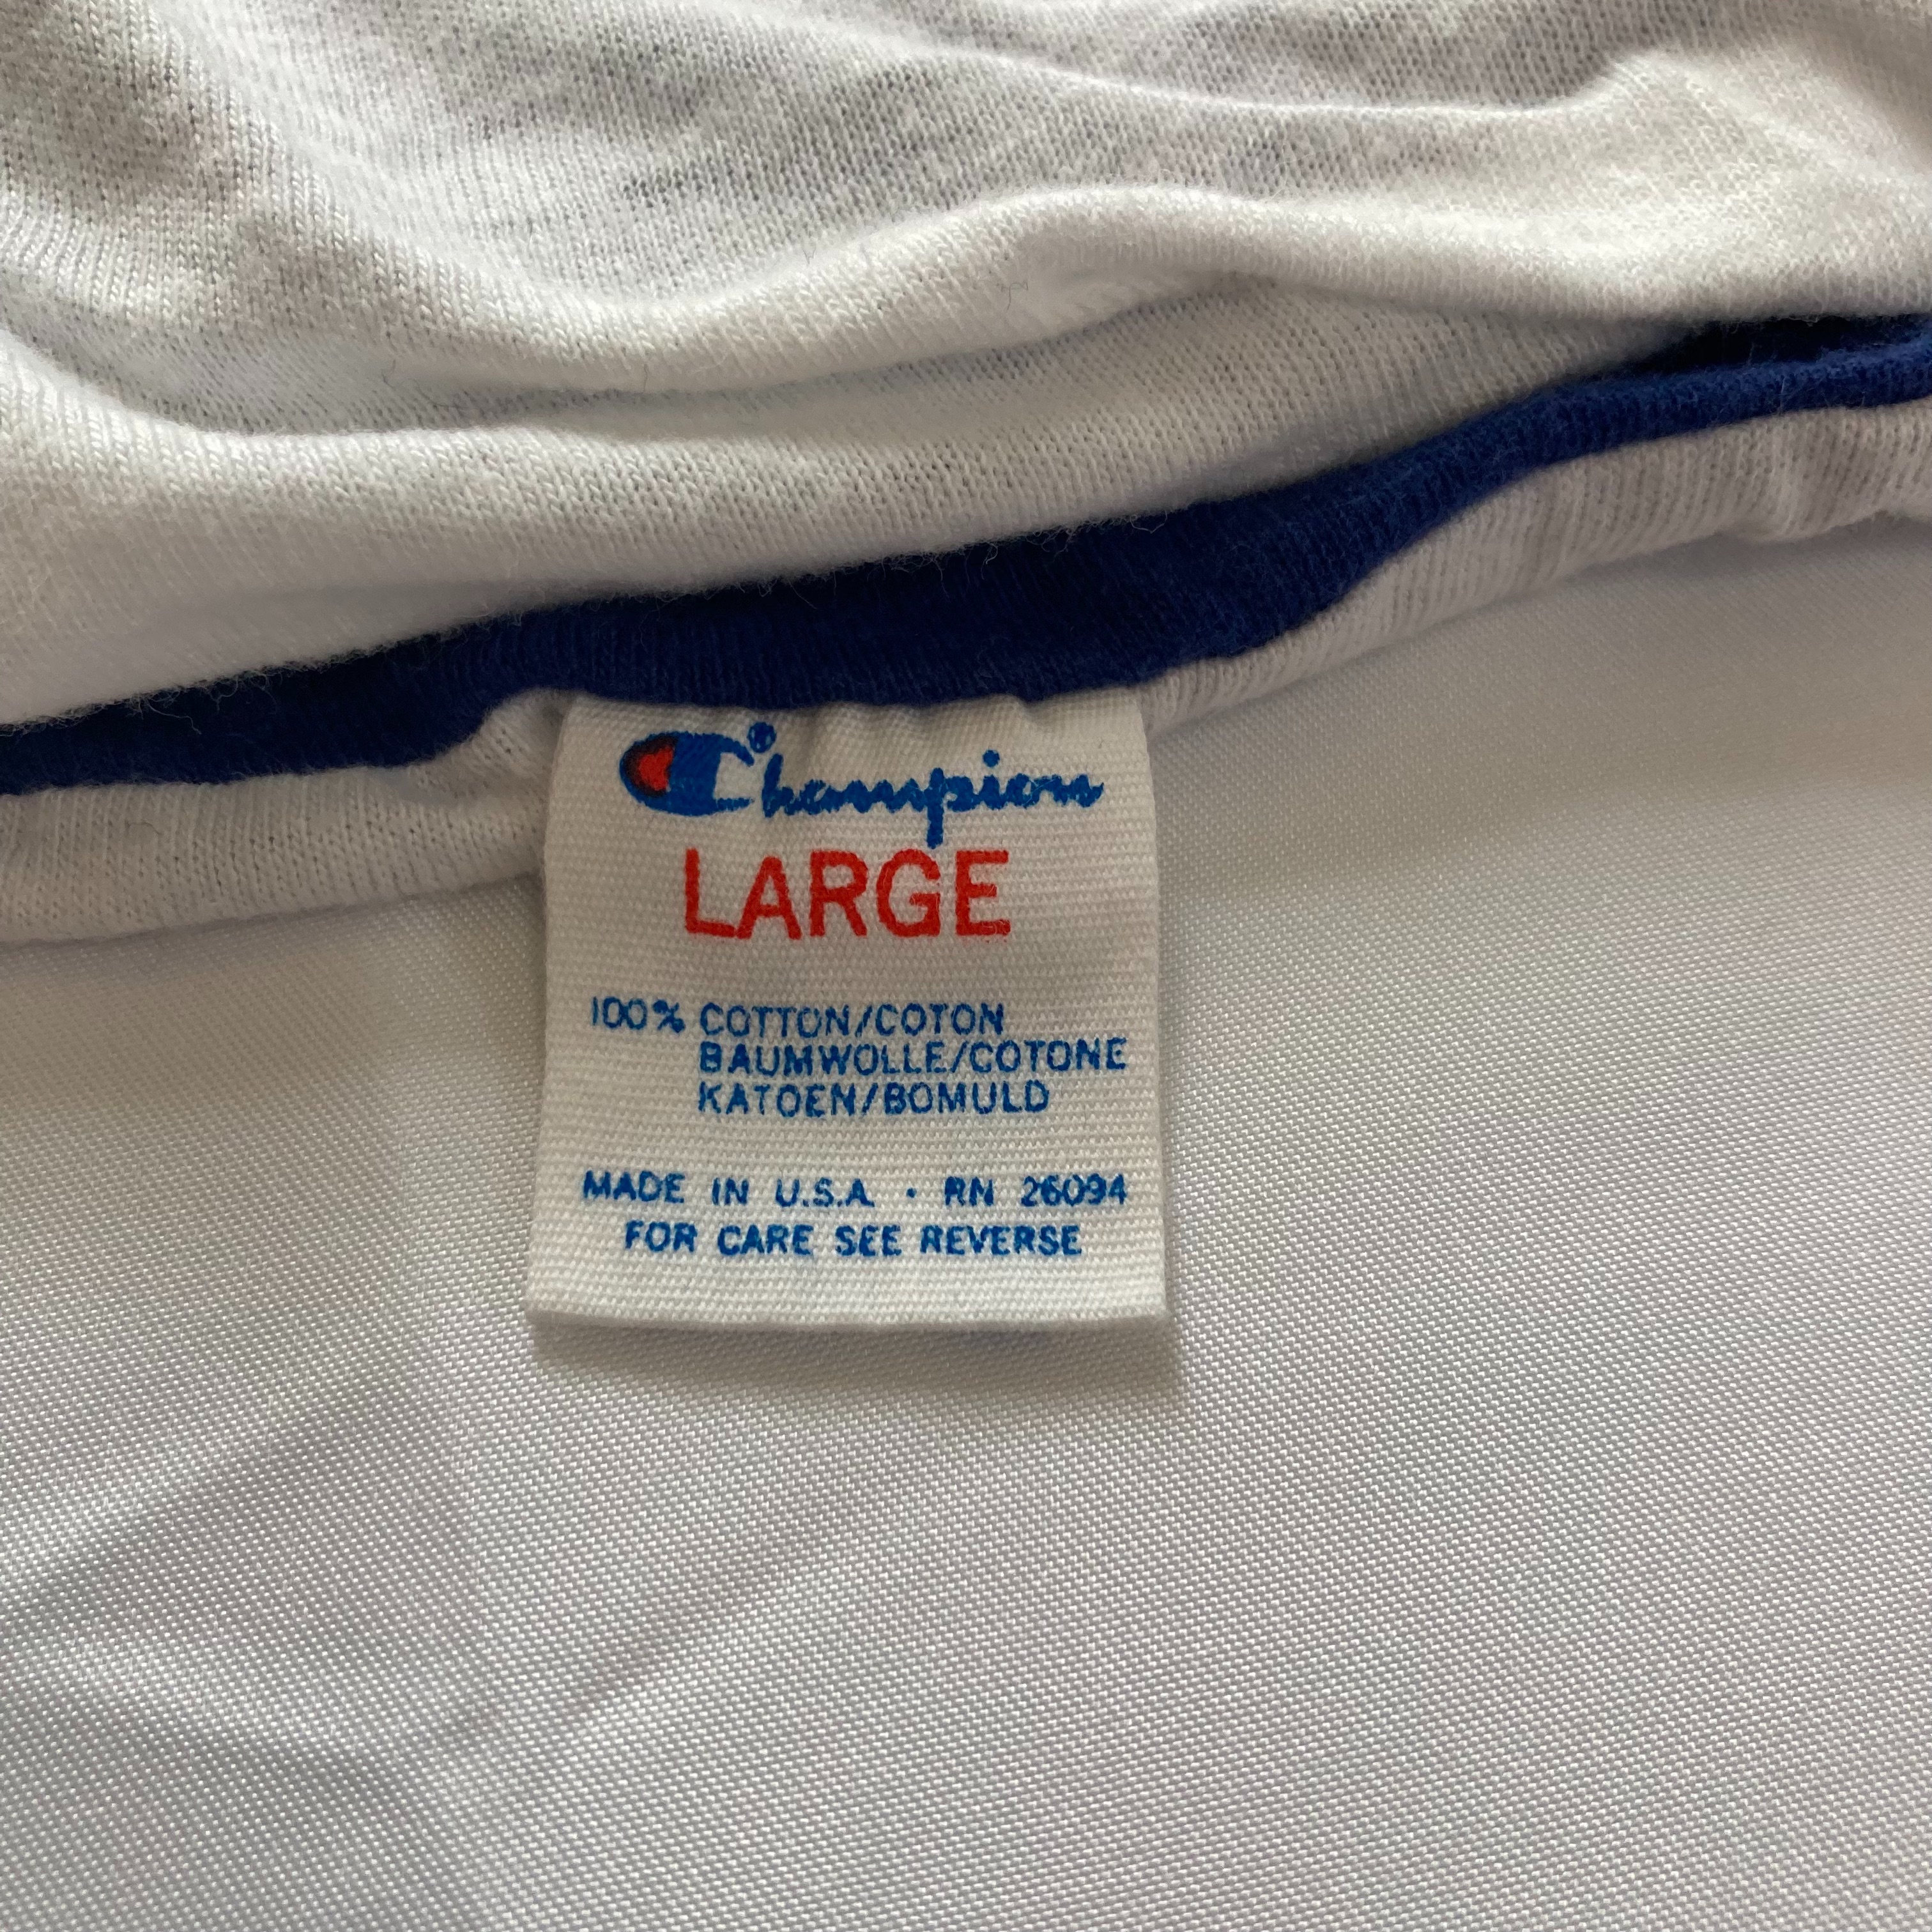 Champion
LARGE
100% COTTON/COTON
BAUMWOLLE/COTONE
KATOEN/BOMULD
MADE IN U.S.A. · RN 26094
FOR CARE SEE REVERSE